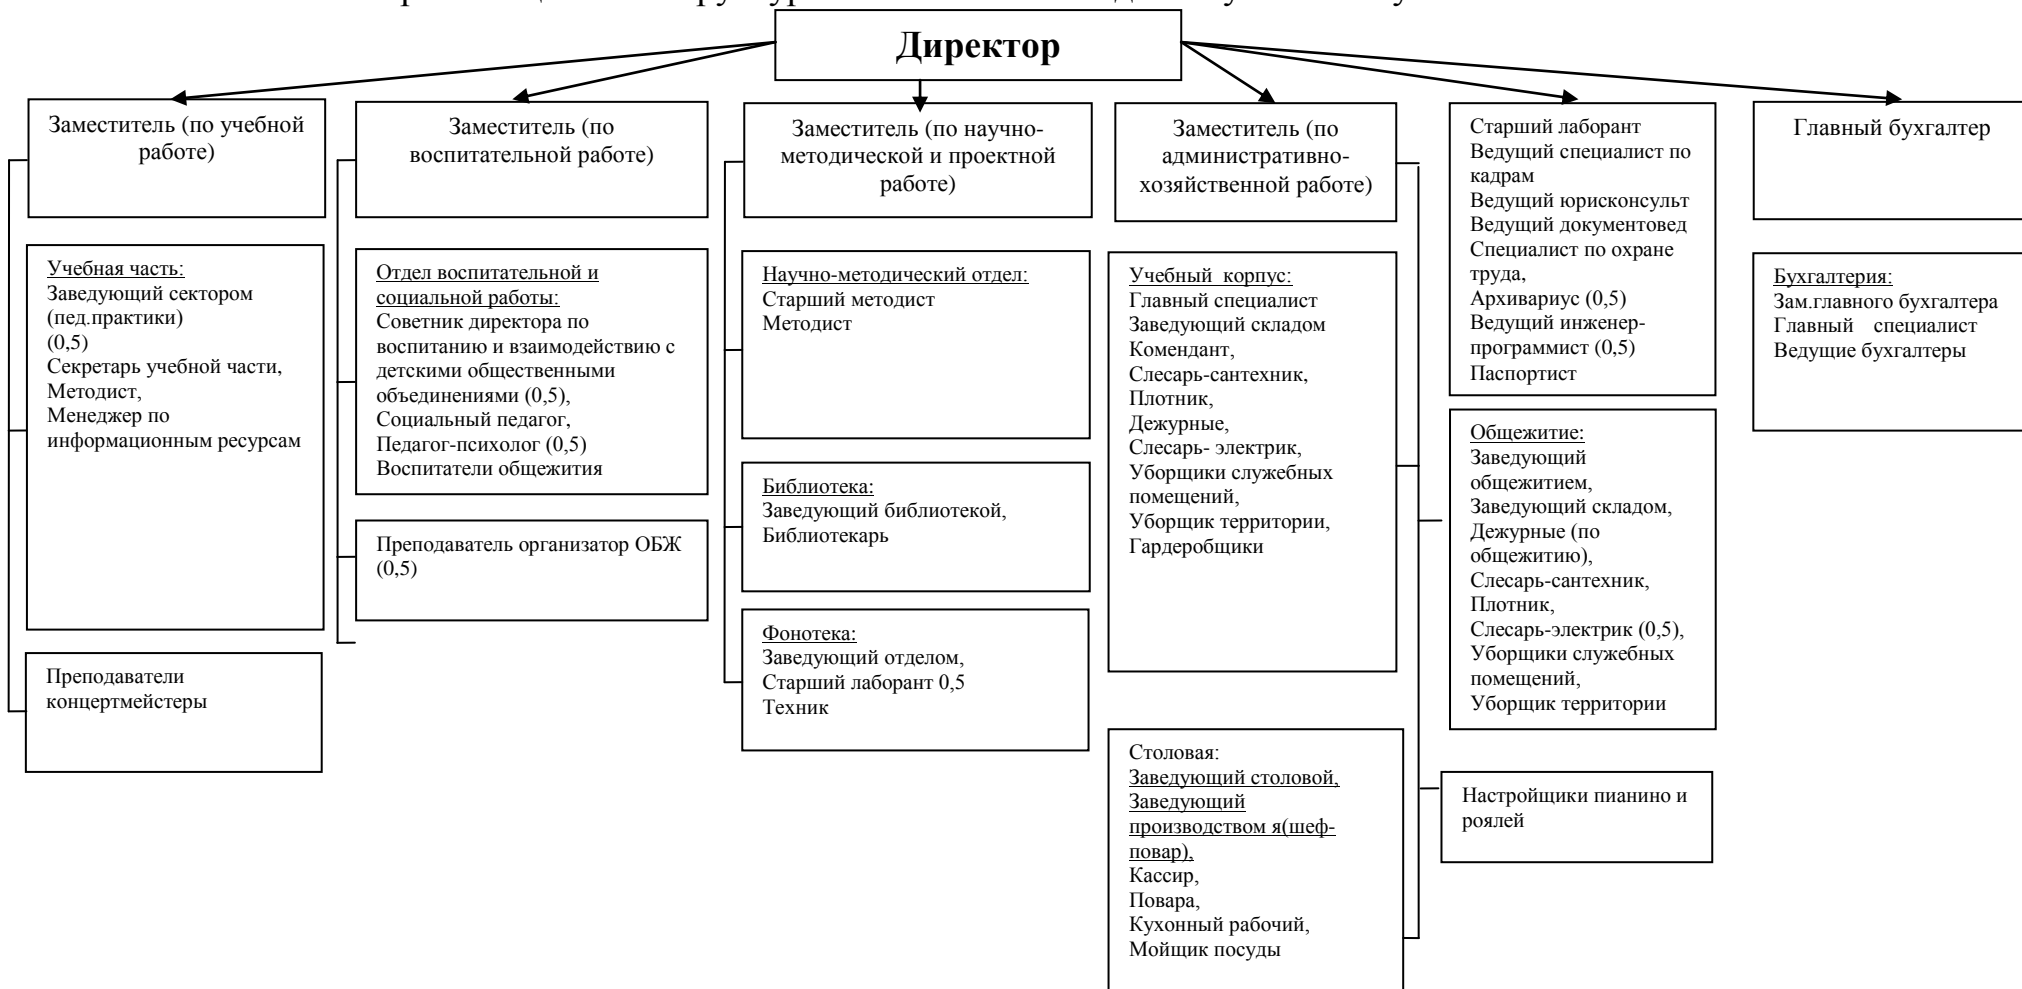 Директор
Заместитель (по учебной
работе)
Заместитель (по
воспитательной работе)
Заместитель (по научно-
методической и проектной
работе)
Заместитель (по
административно-
хозяйственной работе)
Старший лаборант
Ведущий специалист по
кадрам
Ведущий юрисконсульт
Ведущий документовед
Специалист по охране
труда,
Архивариус (0,5)
Ведущий инженер-
программист (0,5)
Паспортист
Главный бухгалтер
Учебная часть:
Заведующий сектором
(пед.практики)
(0,5)
Секретарь учебной части,
Методист,
Менеджер по
информационным ресурсам
Отдел воспитательной и
социальной работы:
Советник директора по
воспитанию и взаимодействию с
детскими общественными
объединениями (0,5),
Социальный педагог,
Педагог-психолог (0,5)
Воспитатели общежития
Научно-методический отдел:
Старший методист
Методист
Учебный корпус:
Главный специалист
Заведующий складом
Комендант,
Слесарь-сантехник,
Плотник,
Дежурные,
Слесарь- электрик,
Уборщики служебных
помещений,
Уборщик территории,
Гардеробщики
Бухгалтерия:
Зам.главного бухгалтера
Главный специалист
Ведущие бухгалтеры
Общежитие:
Заведующий
общежитием,
Заведующий складом,
Дежурные (по
общежитию),
Слесарь-сантехник,
Плотник,
Слесарь-электрик (0,5),
Уборщики служебных
помещений,
Уборщик территории
Библиотека:
Заведующий библиотекой,
Библиотекарь
Преподаватель организатор ОБЖ
(0,5)
Фонотека:
Заведующий отделом,
Старший лаборант 0,5
Техник
Преподаватели
концертмейстеры
Столовая:
Заведующий столовой,
Заведующий
производством я(шеф-
повар),
Кассир,
Повара,
Кухонный рабочий,
Мойщик посуды
Настройщики пианино и
роялей